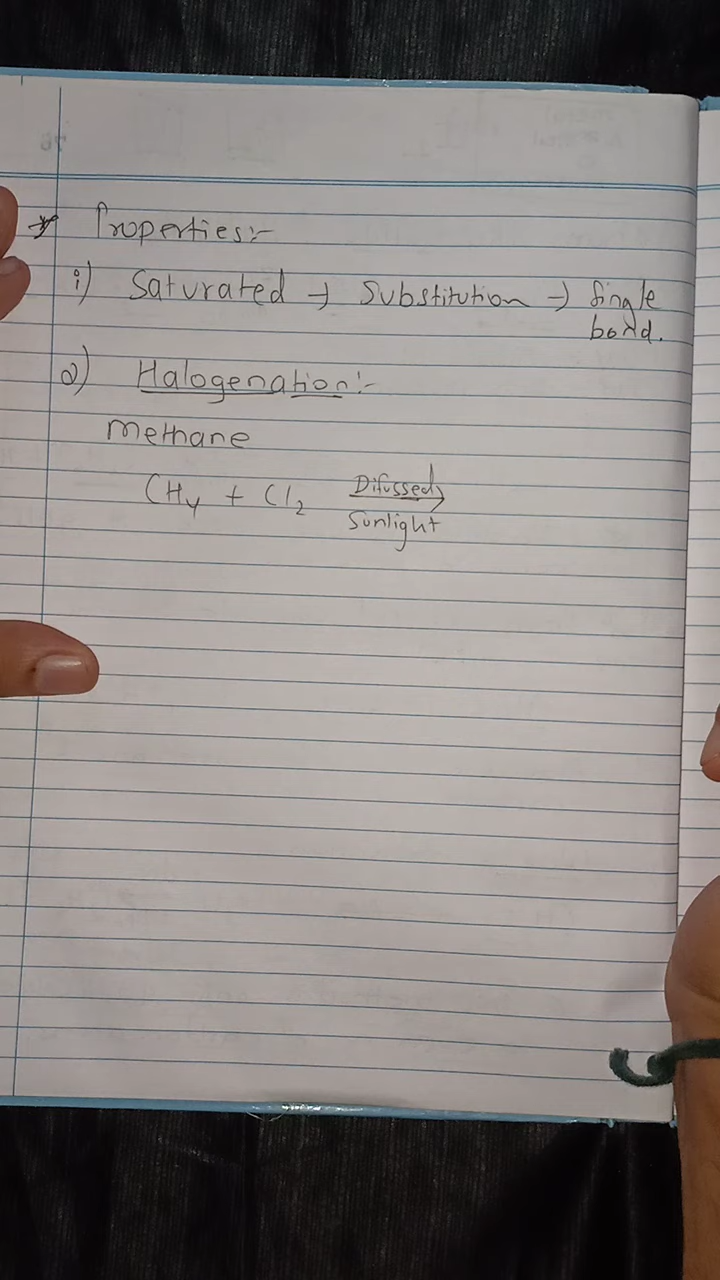 * Properties:-
i) Saturated → Substitution → Single
bond.
2) Halogenation:-
Methane
CH4 + Cl2 Difussed →
Sunlight